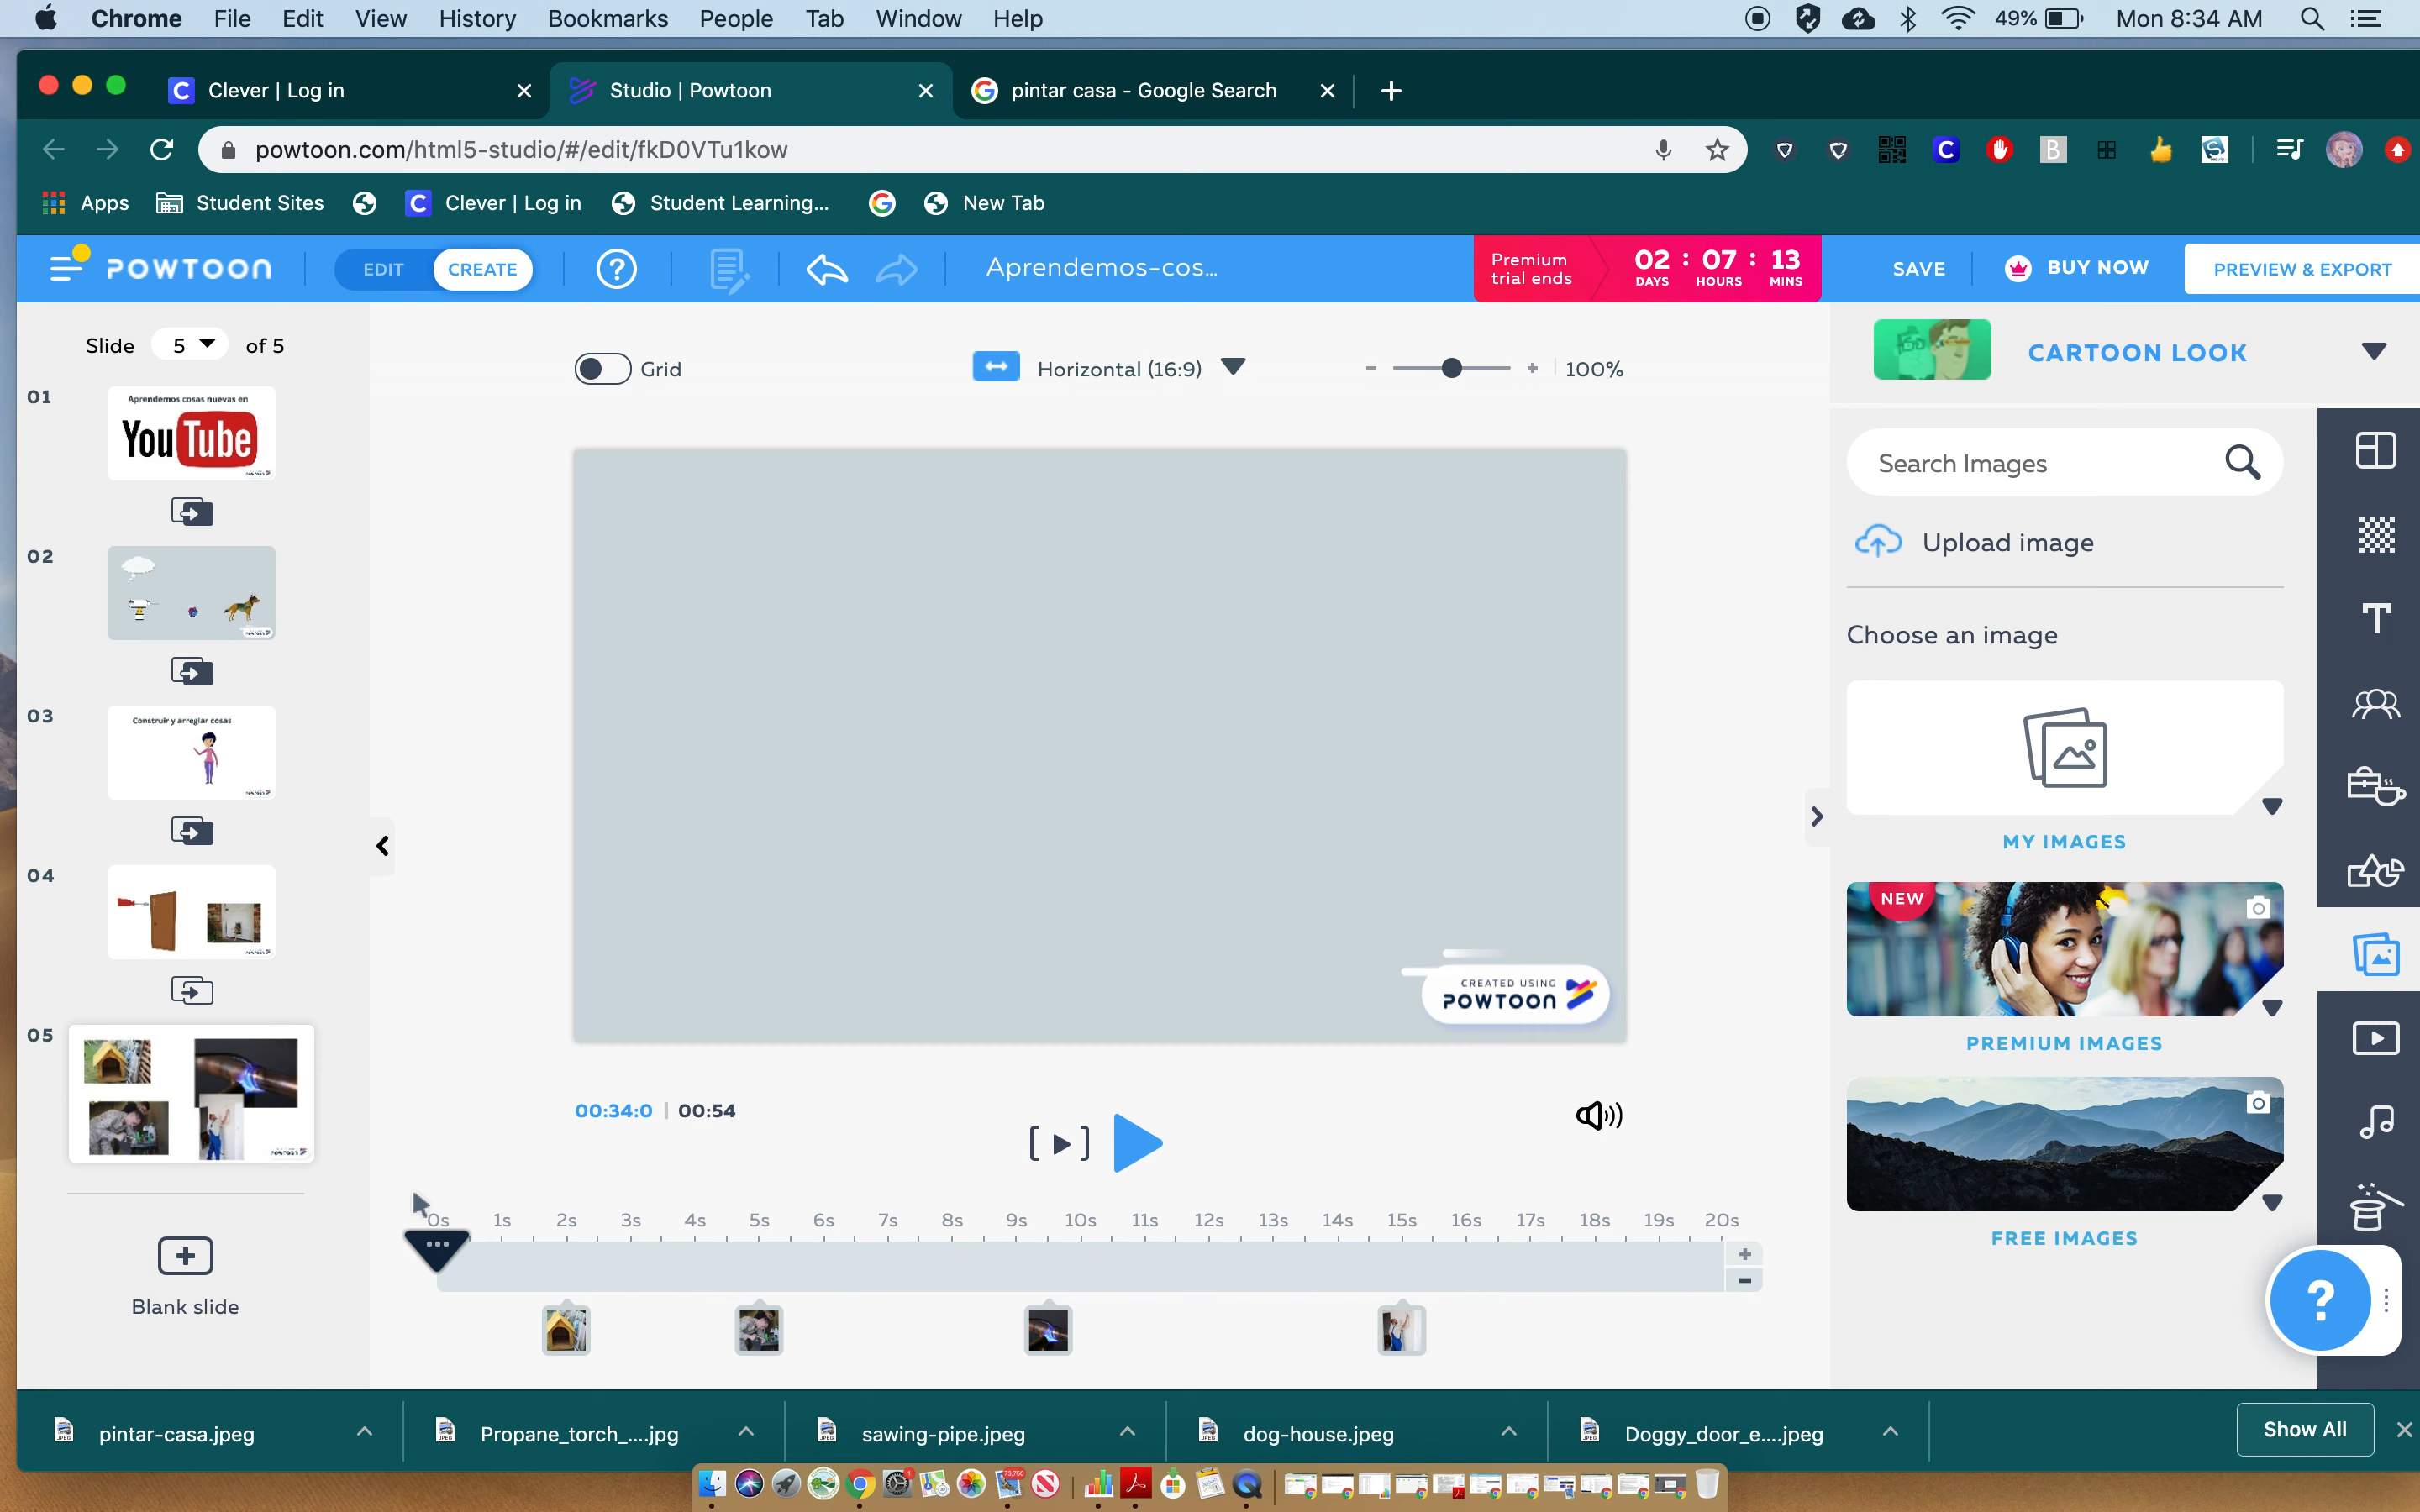 Chrome File Edit View History Bookmarks People Tab Window Help 49% Mon 8:34 AM
Clever | Log in Studio | Powtoon pintar casa - Google Search
powtoon.com/html5-studio/#/edit/fkD0VTu1kow
Apps Student Sites Clever | Log in Student Learning... New Tab
POWTOON EDIT CREATE ? Aprendemos-cos... Premium trial ends 02 : 07 : 13 DAYS HOURS MINS SAVE BUY NOW PREVIEW & EXPORT
Slide 5 of 5
Grid Horizontal (16:9) - + 100%
CARTOON LOOK
01
Aprendemos cosas nuevas en
YouTube
02
03
Construir y arreglar cosas
04
05
Blank slide
CREATED USING
POWTOON
00:34:0 | 00:54
0s 1s 2s 3s 4s 5s 6s 7s 8s 9s 10s 11s 12s 13s 14s 15s 16s 17s 18s 19s 20s
Search Images
Upload image
Choose an image
MY IMAGES
NEW
PREMIUM IMAGES
FREE IMAGES
?
pintar-casa.jpeg Propane_torch_....jpg sawing-pipe.jpeg dog-house.jpeg Doggy_door_e....jpeg Show All